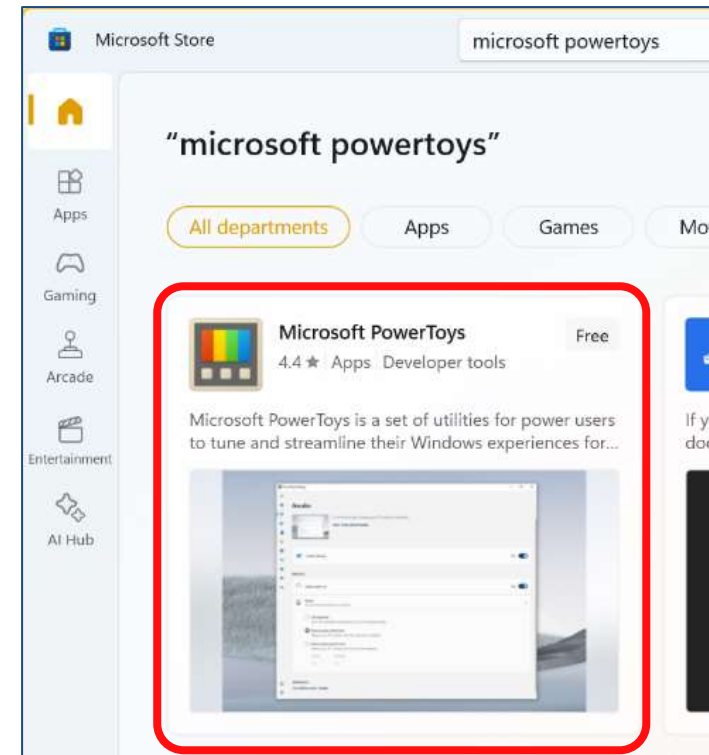 Microsoft Store
microsoft powertoys
"microsoft powertoys"
All departments
Apps
Games
Apps
Gaming
Arcade
Entertainment
AI Hub
Microsoft PowerToys
Free
4.4 ★ Apps Developer tools
Microsoft PowerToys is a set of utilities for power users
to tune and streamline their Windows experiences for...
If y